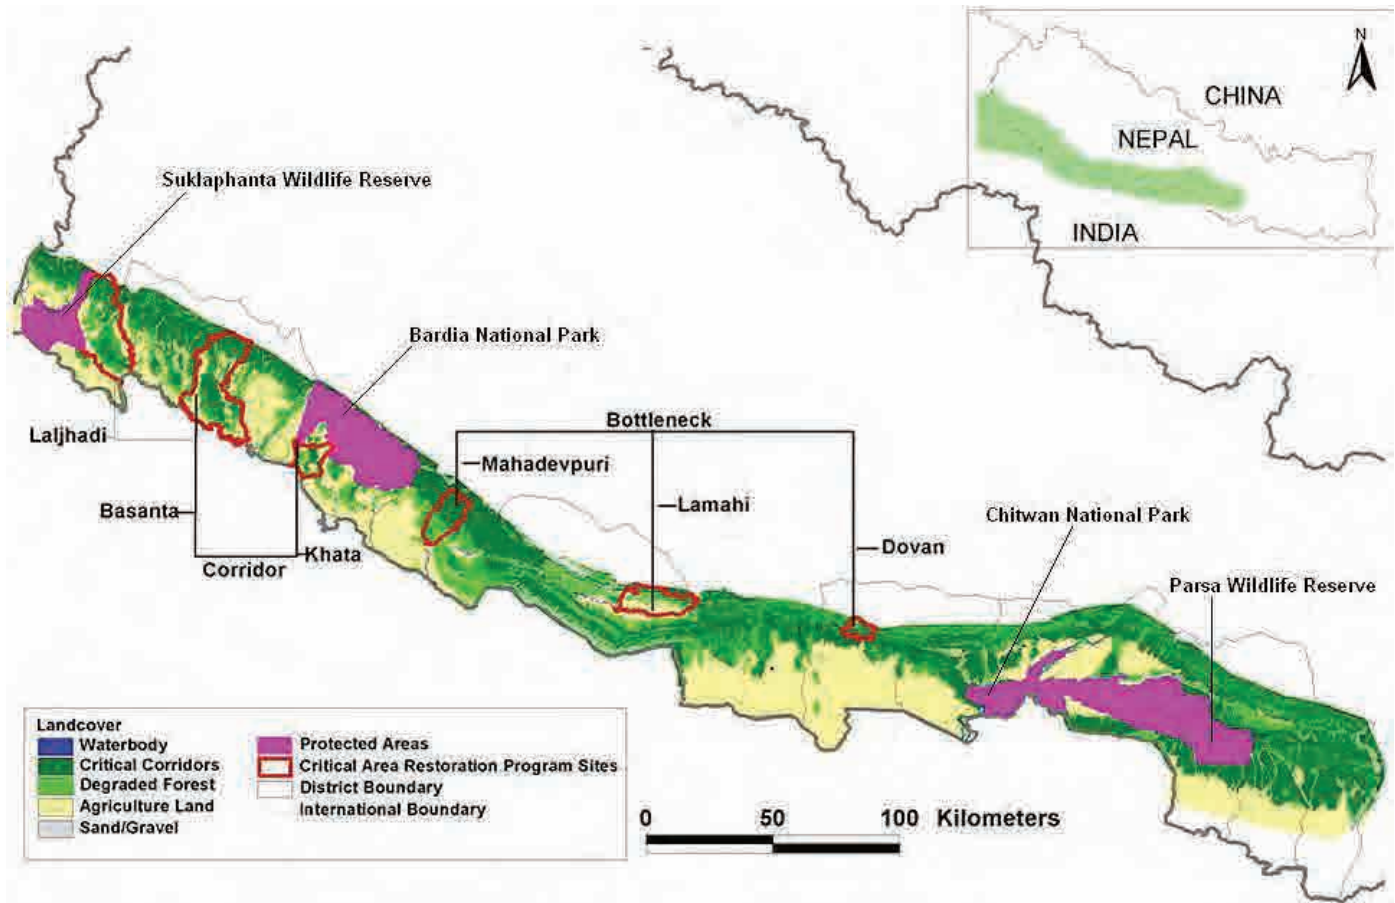 N
CHINA
NEPAL
INDIA
Suklaphanta Wildlife Reserve
Bardia National Park
Bottleneck
Laljhadi
Mahadevpuri
Basanta
Lamahi
Chitwan National Park
Khata
Corridor
Dovan
Parsa Wildlife Reserve
Landcover
Waterbody
Critical Corridors
Degraded Forest
Agriculture Land
Sand/Gravel
Protected Areas
Critical Area Restoration Program Sites
District Boundary
International Boundary
0 50 100 Kilometers